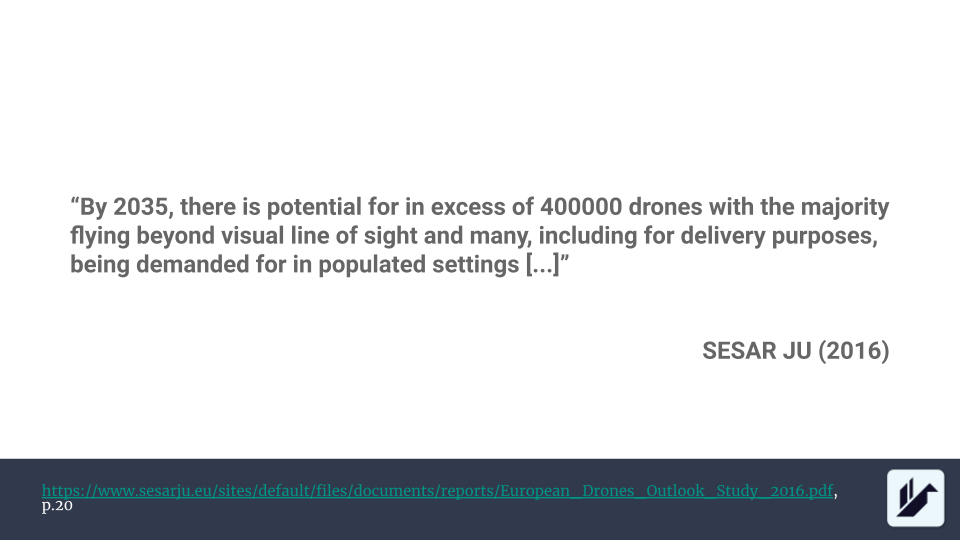 “By 2035, there is potential for in excess of 400000 drones with the majority
flying beyond visual line of sight and many, including for delivery purposes,
being demanded for in populated settings [...]”
SESAR JU (2016)
https://www.sesarju.eu/sites/default/files/documents/reports/European_Drones_Outlook_Study_2016.pdf,
p.20